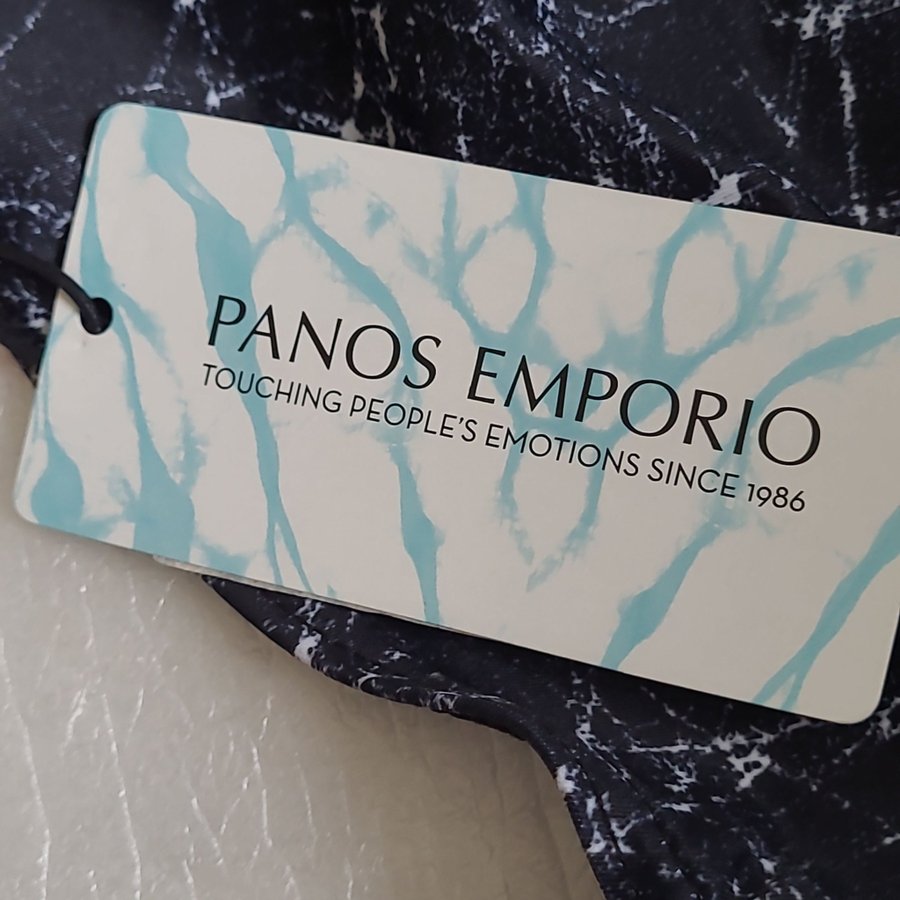 PANOS EMPORIO
TOUCHING PEOPLE'S EMOTIONS SINCE 1986